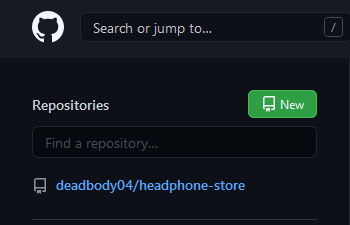 Search or jump to...
/
Repositories
New
Find a repository...
deadbody04/headphone-store